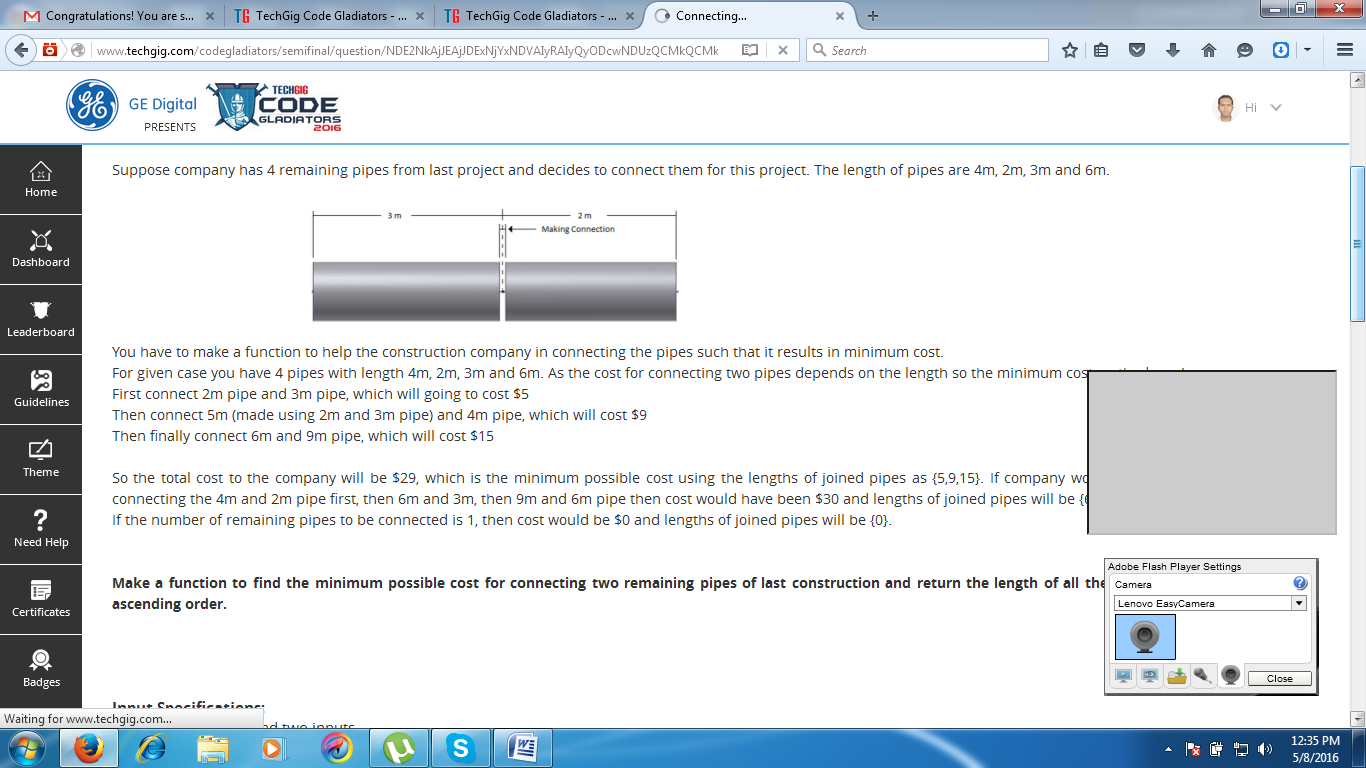 Congratulations! You are s...
TechGig Code Gladiators - ...
TechGig Code Gladiators - ...
Connecting...
www.techgig.com/codegladiators/semifinal/question/NDE2NkAjJEAjJDExNjYxNDVAIyRAIyQyODcwNDUzQCMkQCMk
Search
GE Digital
PRESENTS
TECHGIG
CODE
GLADIATORS
2016
Hi
Home
Dashboard
Leaderboard
Guidelines
Theme
Need Help
Certificates
Badges
Suppose company has 4 remaining pipes from last project and decides to connect them for this project. The length of pipes are 4m, 2m, 3m and 6m.
3 m
2 m
Making Connection
You have to make a function to help the construction company in connecting the pipes such that it results in minimum cost.
For given case you have 4 pipes with length 4m, 2m, 3m and 6m. As the cost for connecting two pipes depends on the length so the minimum cos
First connect 2m pipe and 3m pipe, which will going to cost $5
Then connect 5m (made using 2m and 3m pipe) and 4m pipe, which will cost $9
Then finally connect 6m and 9m pipe, which will cost $15
So the total cost to the company will be $29, which is the minimum possible cost using the lengths of joined pipes as {5,9,15}. If company wo
connecting the 4m and 2m pipe first, then 6m and 3m, then 9m and 6m pipe then cost would have been $30 and lengths of joined pipes will be {6
If the number of remaining pipes to be connected is 1, then cost would be $0 and lengths of joined pipes will be {0}.
Make a function to find the minimum possible cost for connecting two remaining pipes of last construction and return the length of all the
ascending order.
Input Specifications:
nd two inputs
Adobe Flash Player Settings
Camera
Lenovo EasyCamera
Close
Waiting for www.techgig.com...
12:35 PM
5/8/2016